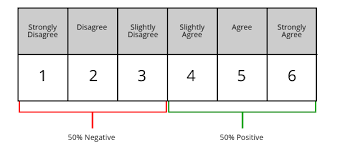 Strongly Disagree
Disagree
Slightly Disagree
Slightly Agree
Agree
Strongly Agree
1 2 3 4 5 6
50% Negative
50% Positive